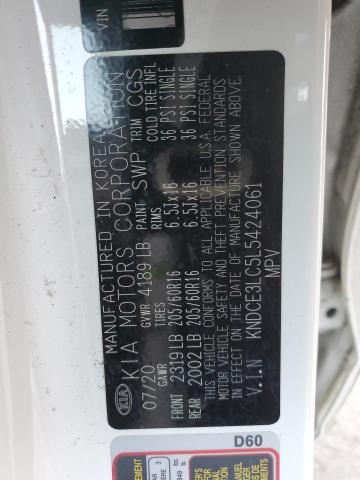 VIN
MANUFACTURED IN KOREA
KIA MOTORS CORPORATION
07/20 GVWR 4189 LB PAINT SWP TRIM CGS
GAWR TIRES RIMS COLD TIRE INFL
FRONT 2319 LB 205/60R16 6.5Jx16 36 PSI SINGLE
REAR 2002 LB 205/60R16 6.5Jx16 36 PSI SINGLE
THIS VEHICLE CONFORMS TO ALL APPLICABLE U.S.A. FEDERAL
MOTOR VEHICLE SAFETY AND THEFT PREVENTION STANDARDS
IN EFFECT ON THE DATE OF MANUFACTURE SHOWN ABOVE.
V.I.N KNDCE3LC5L5424061
MPV
KIA
D60